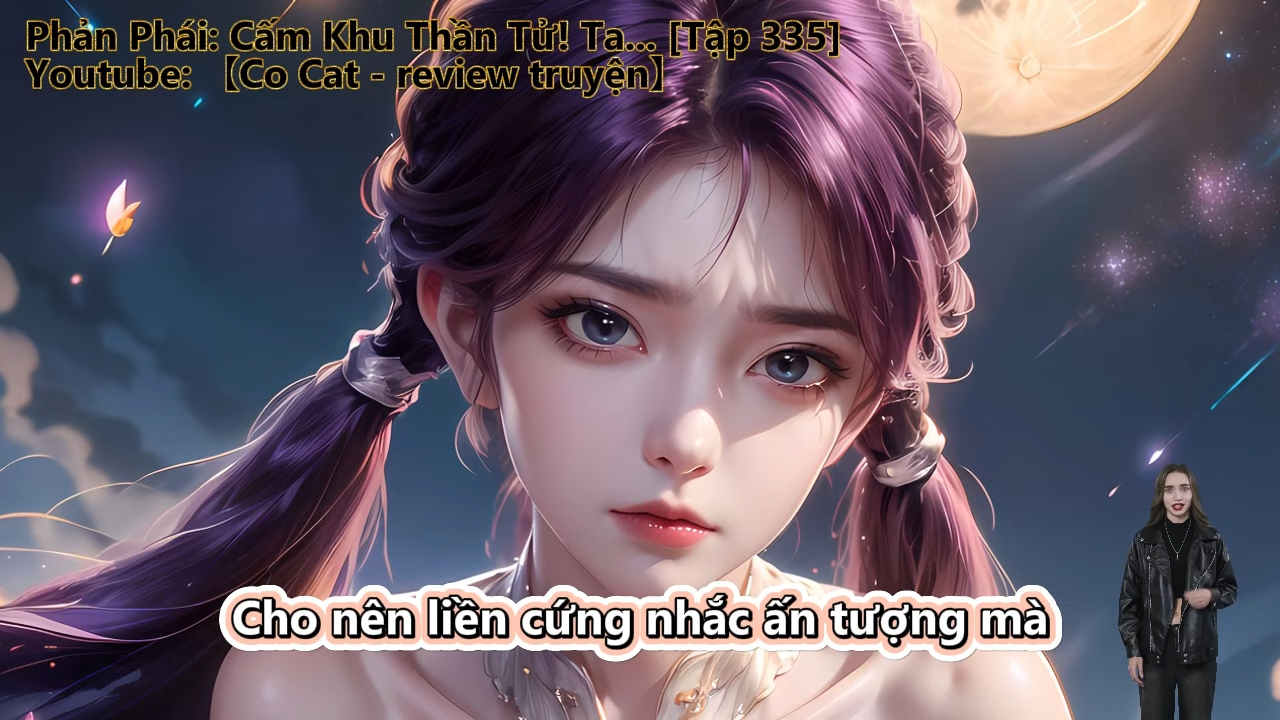 Phản Phái: Cấm Khu Thần Tử! Ta... [Tập 335]
Youtube: 【Co Cat - review truyện】
Cho nên liền cứng nhắc ấn tượng mà